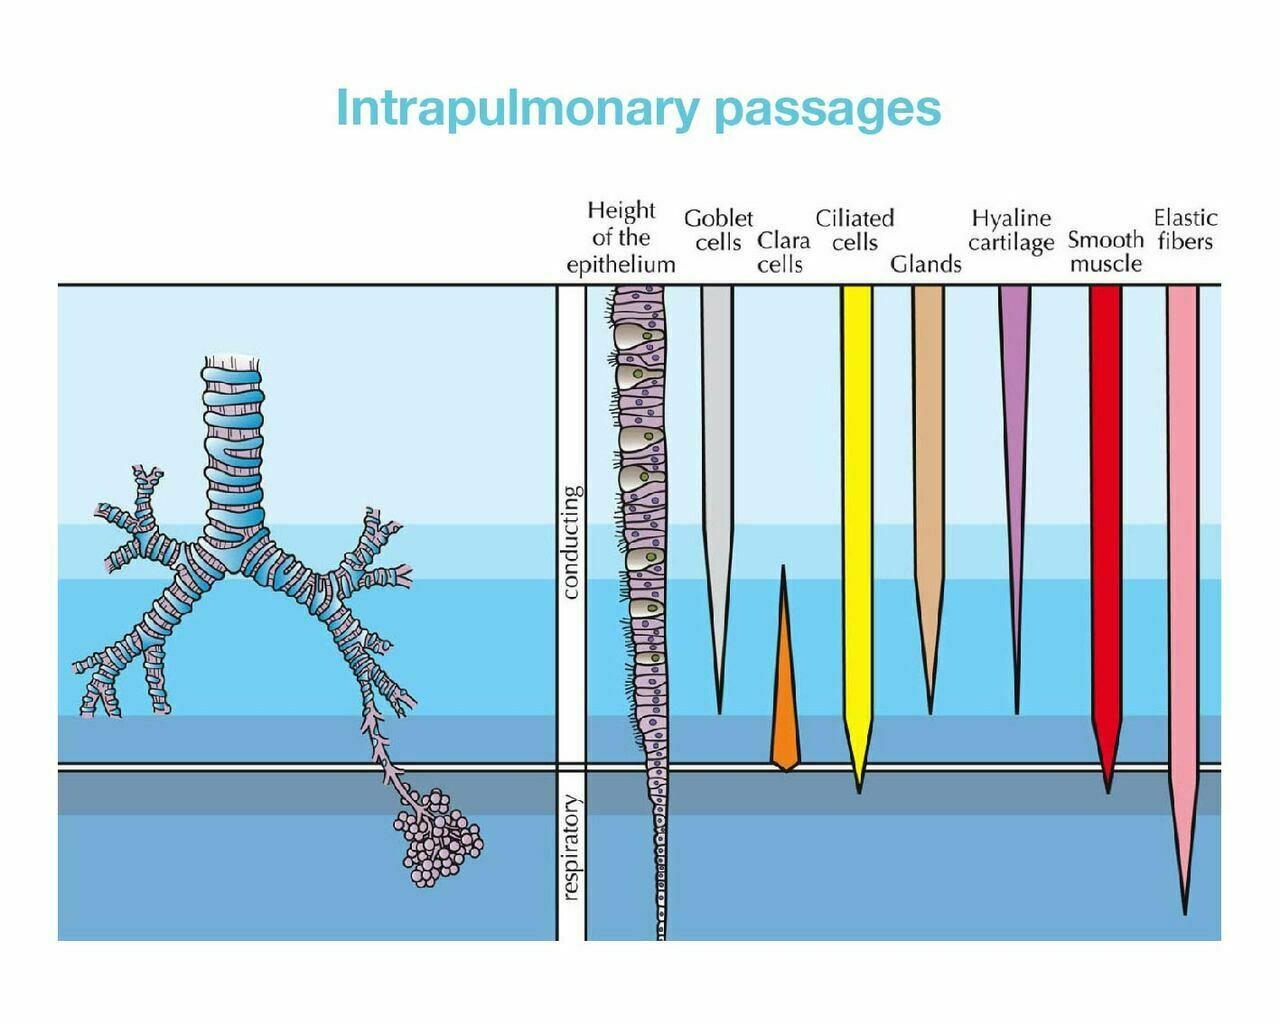 Intrapulmonary passages
Height
of the
epithelium
Goblet
cells
Clara
cells
Ciliated
cells
Glands
Hyaline
cartilage
Smooth
muscle
Elastic
fibers
conducting
respiratory